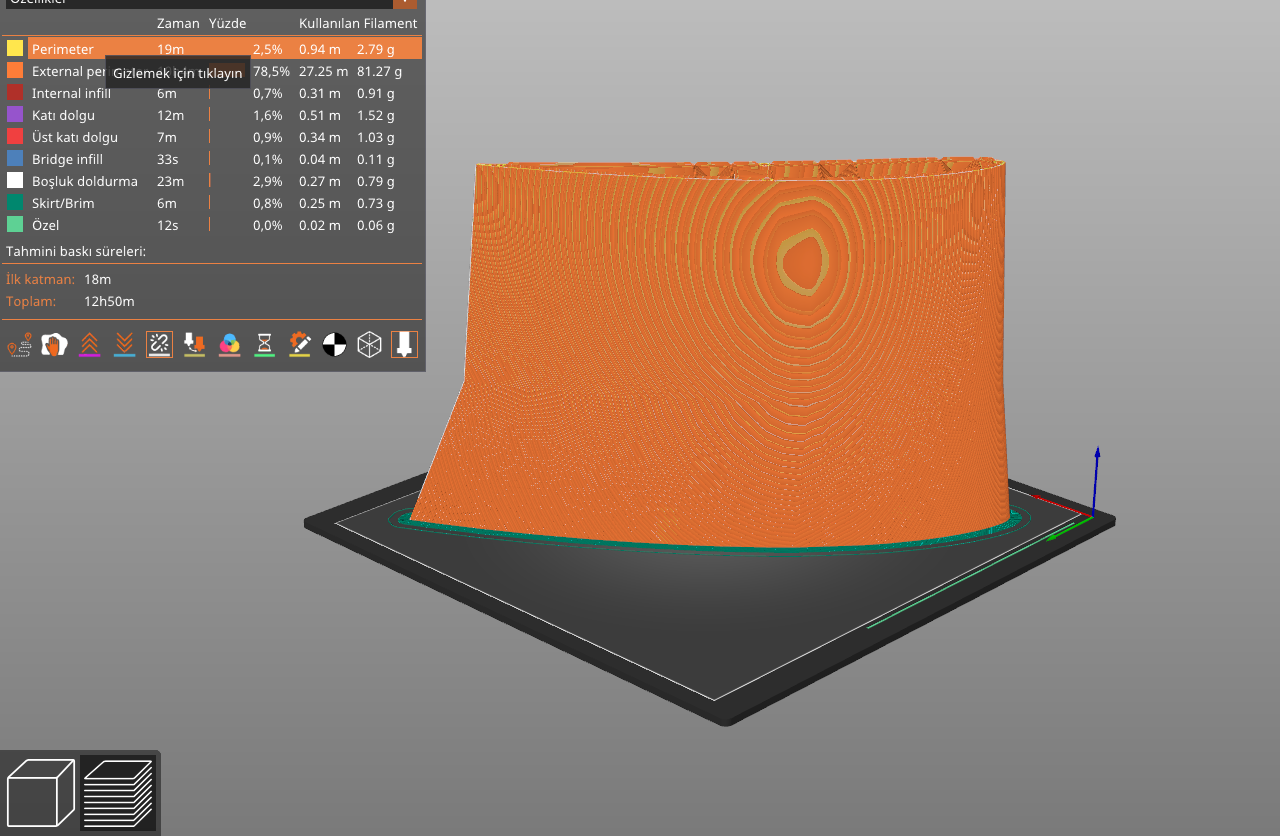 Özellikler
Zaman Yüzde Kullanılan Filament
Perimeter 19m 2,5% 0.94 m 2.79 g
External 78,5% 27.25 m 81.27 g
Gizlemek için tıklayın
Internal infill 6m 0,7% 0.31 m 0.91 g
Katı dolgu 12m 1,6% 0.51 m 1.52 g
Üst katı dolgu 7m 0,9% 0.34 m 1.03 g
Bridge infill 33s 0,1% 0.04 m 0.11 g
Boşluk doldurma 23m 2,9% 0.27 m 0.79 g
Skirt/Brim 6m 0,8% 0.25 m 0.73 g
Özel 12s 0,0% 0.02 m 0.06 g
Tahmini baskı süreleri:
İlk katman: 18m
Toplam: 12h50m